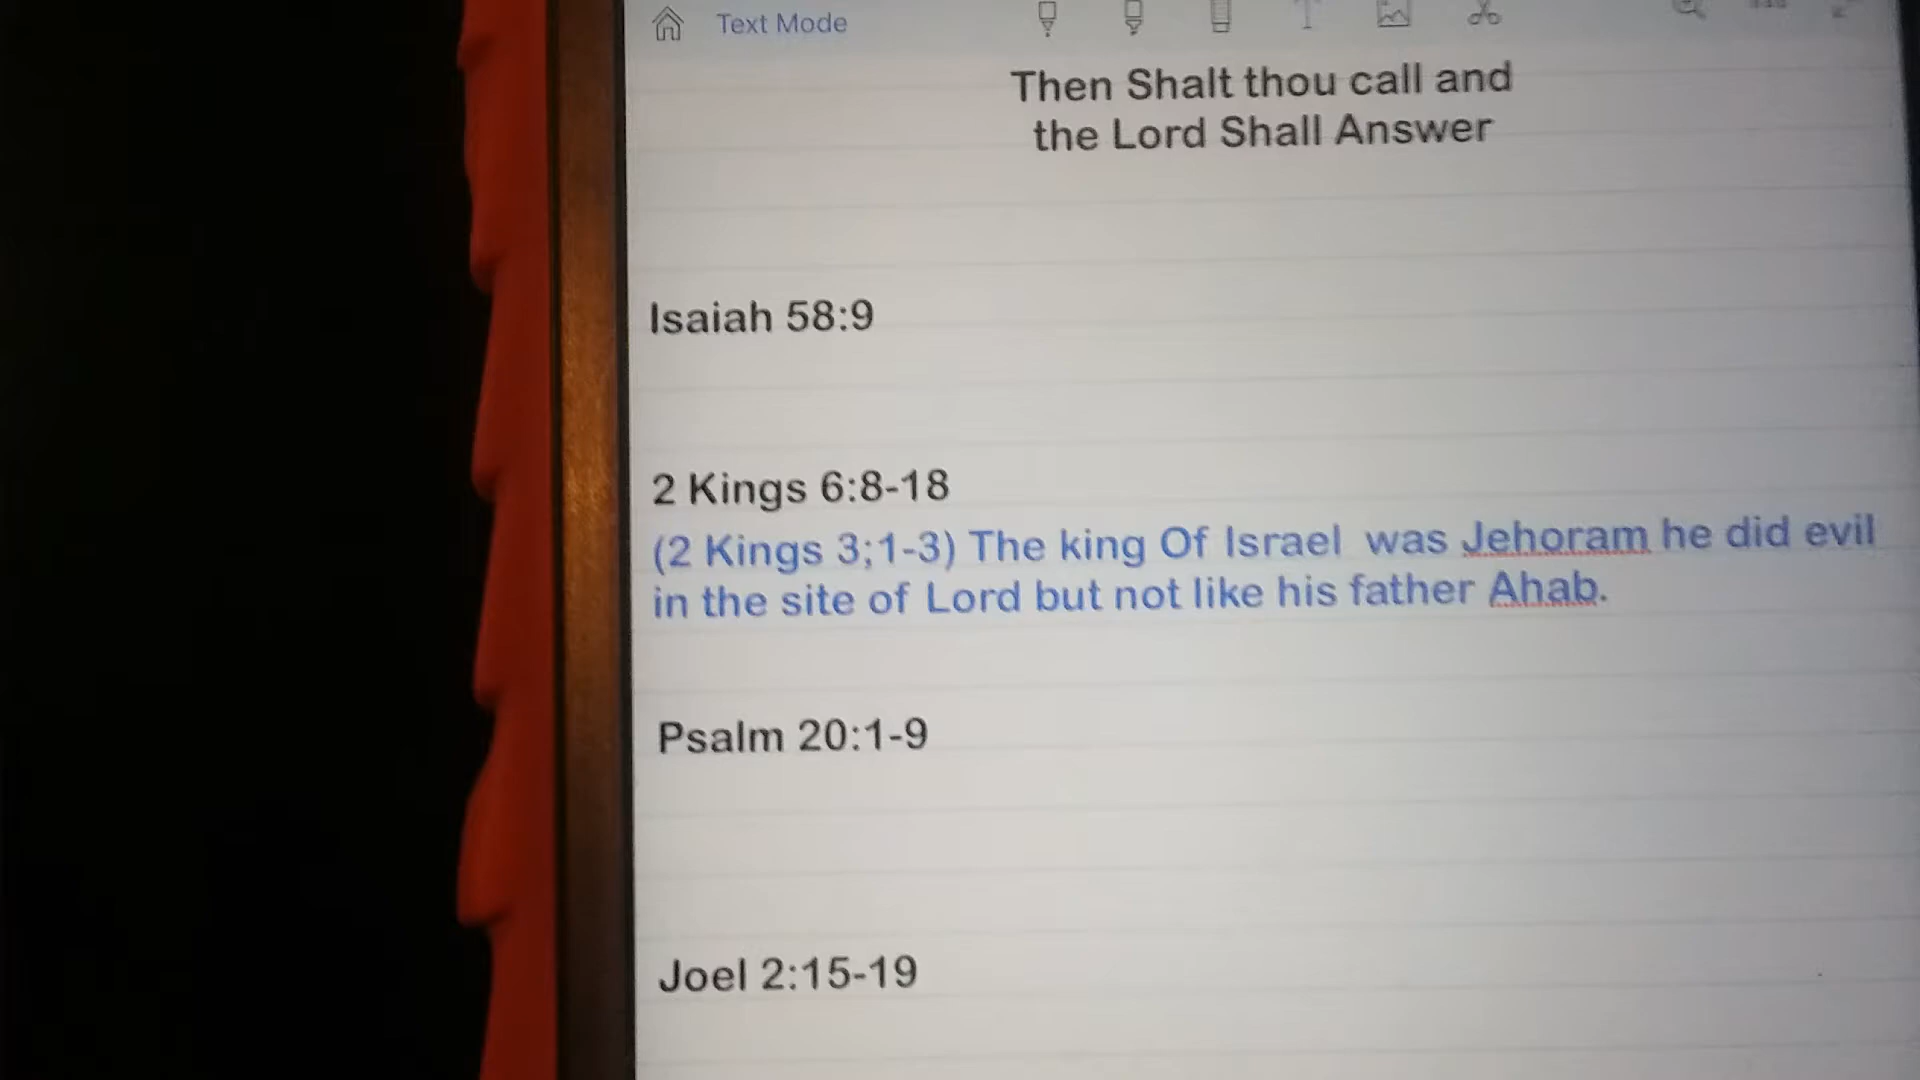 Text Mode
Then Shalt thou call and
the Lord Shall Answer
Isaiah 58:9
2 Kings 6:8-18
(2 Kings 3;1-3) The king Of Israel was Jehoram he did evil
in the site of Lord but not like his father Ahab.
Psalm 20:1-9
Joel 2:15-19